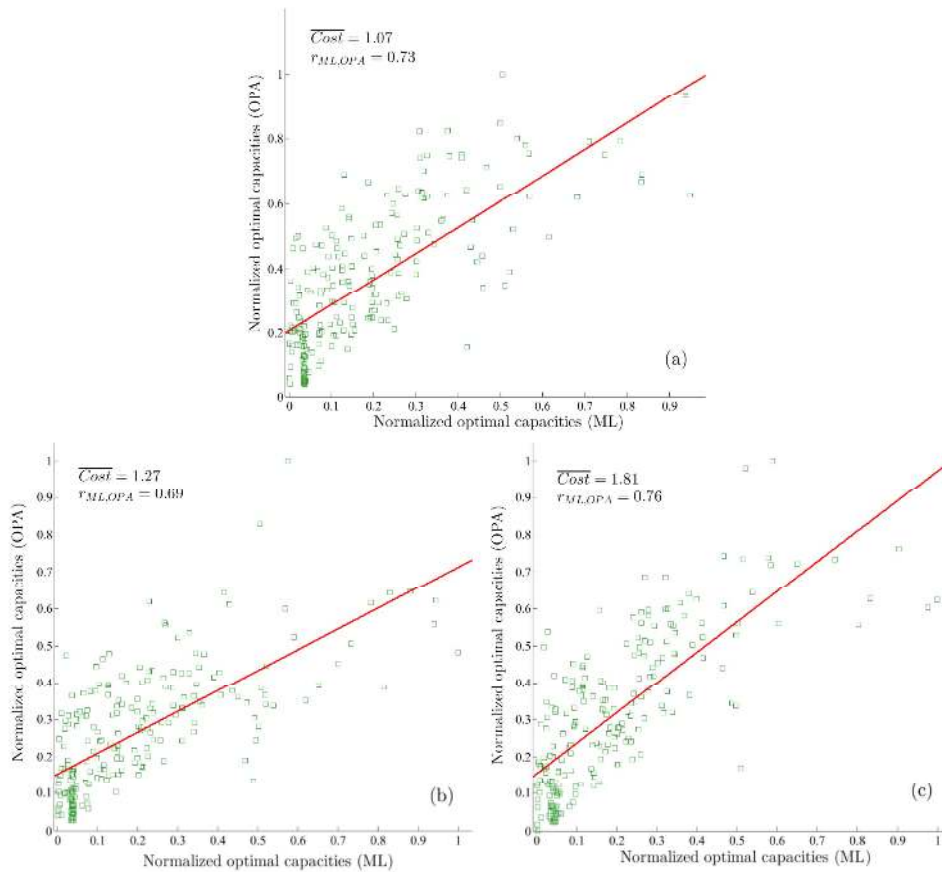 Cost = 1.07
r_ML,OPA = 0.73
Normalized optimal capacities (OPA)
1
0.8
0.6
0.4
0.2
0
0 0.1 0.2 0.3 0.4 0.5 0.6 0.7 0.8 0.9
Normalized optimal capacities (ML)
(a)
Cost = 1.27
r_ML,OPA = 0.69
Normalized optimal capacities (OPA)
1
0.9
0.8
0.7
0.6
0.5
0.4
0.3
0.2
0.1
0
0 0.1 0.2 0.3 0.4 0.5 0.6 0.7 0.8 0.9 1
Normalized optimal capacities (ML)
(b)
Cost = 1.81
r_ML,OPA = 0.76
Normalized optimal capacities (OPA)
1
0.9
0.8
0.7
0.6
0.5
0.4
0.3
0.2
0.1
0
0 0.1 0.2 0.3 0.4 0.5 0.6 0.7 0.8 0.9 1
Normalized optimal capacities (ML)
(c)